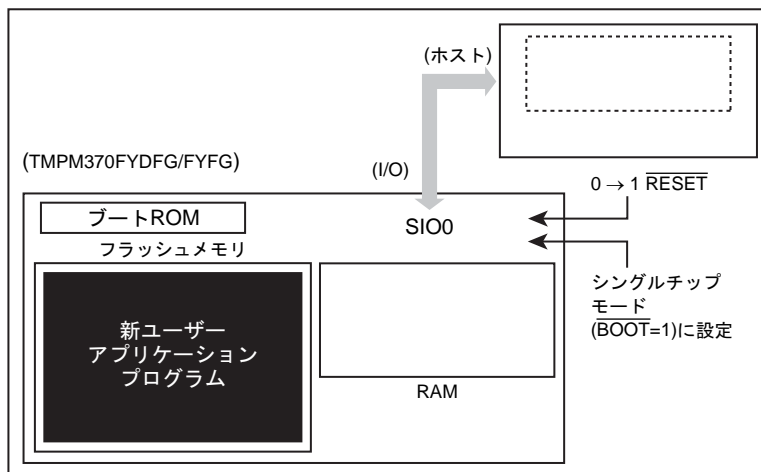 (ホスト)
(TMPM370FYDFG/FYFG)
(I/O)
0 → 1 RESET
ブートROM
SIO0
フラッシュメモリ
シングルチップ
モード
(BOOT=1)に設定
新ユーザー
アプリケーション
プログラム
RAM